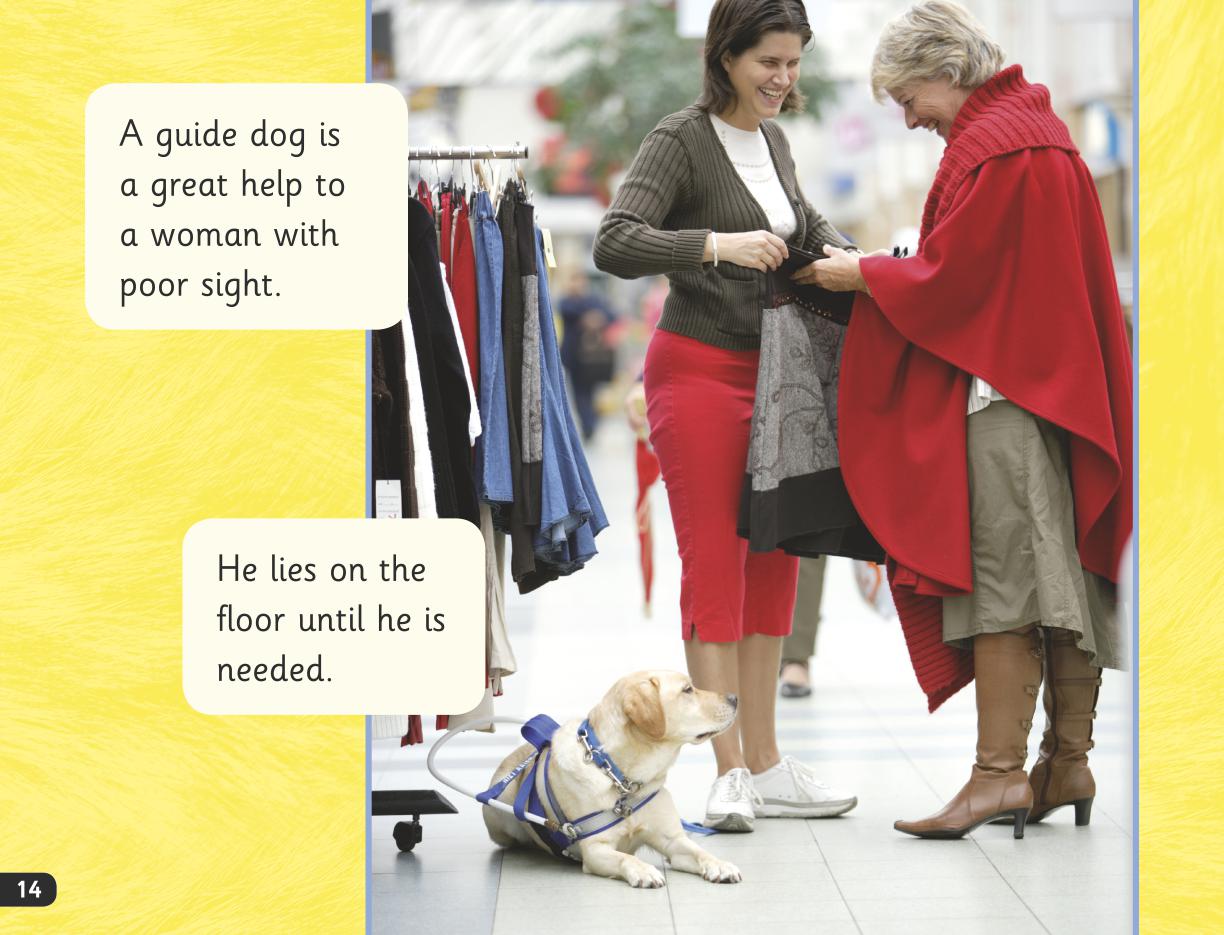 A guide dog is
a great help to
a woman with
poor sight.
He lies on the
floor until he is
needed.
14